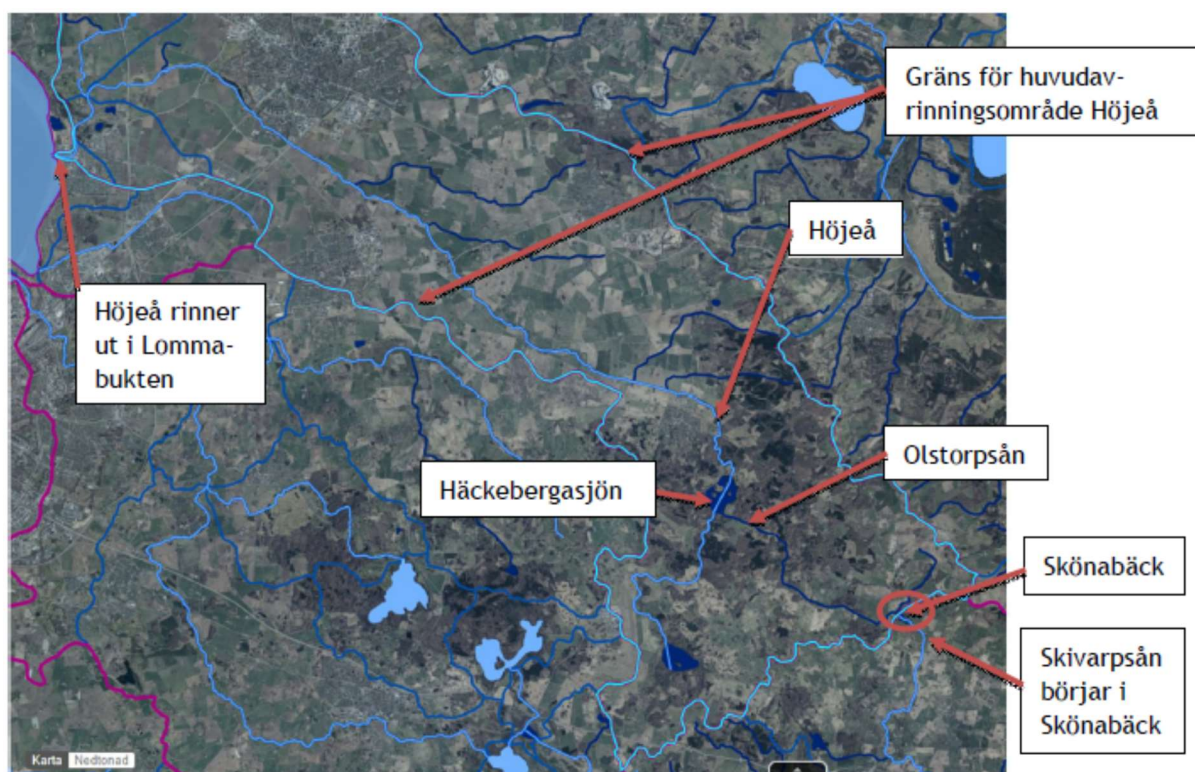 Gräns för huvudav-
rinningsområde Höjeå
Höjeå
Höjeå rinner
ut i Lomma-
bukten
Olstorpsån
Häckebergasjön
Skönabäck
Skivarpsån
börjar i
Skönabäck
Karta Nedtonad